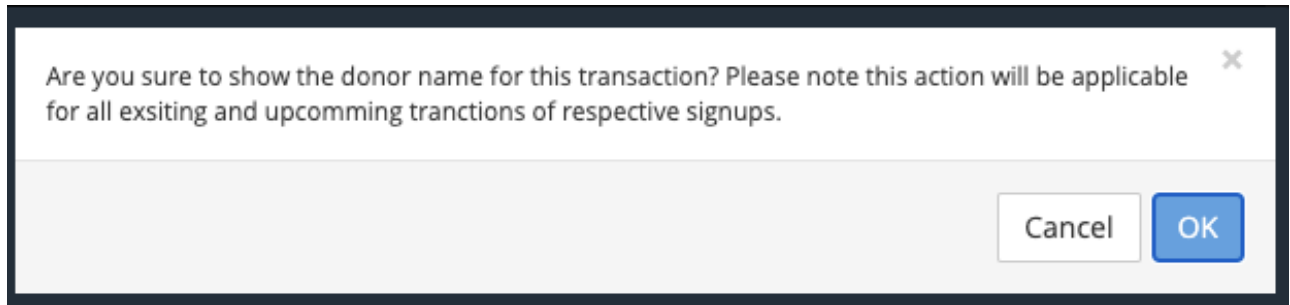 Are you sure to show the donor name for this transaction? Please note this action will be applicable
for all exsiting and upcomming tranctions of respective signups.
×
Cancel
OK